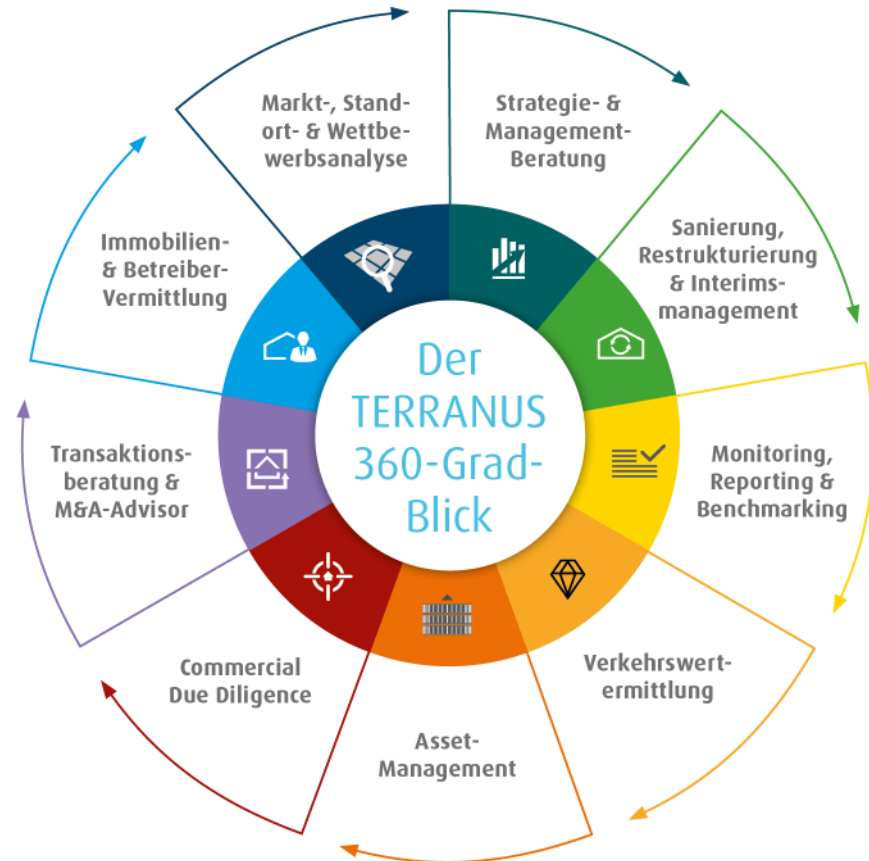 Der
TERRANUS
360-Grad-
Blick
Strategie- &
Management-
Beratung
Sanierung,
Restrukturierung
& Interims-
management
Monitoring,
Reporting &
Benchmarking
Verkehrswert-
ermittlung
Asset-
Management
Commercial
Due Diligence
Transaktions-
beratung &
M&A-Advisor
Immobilien-
& Betreiber-
Vermittlung
Markt-, Stand-
ort- & Wettbe-
werbsanalyse